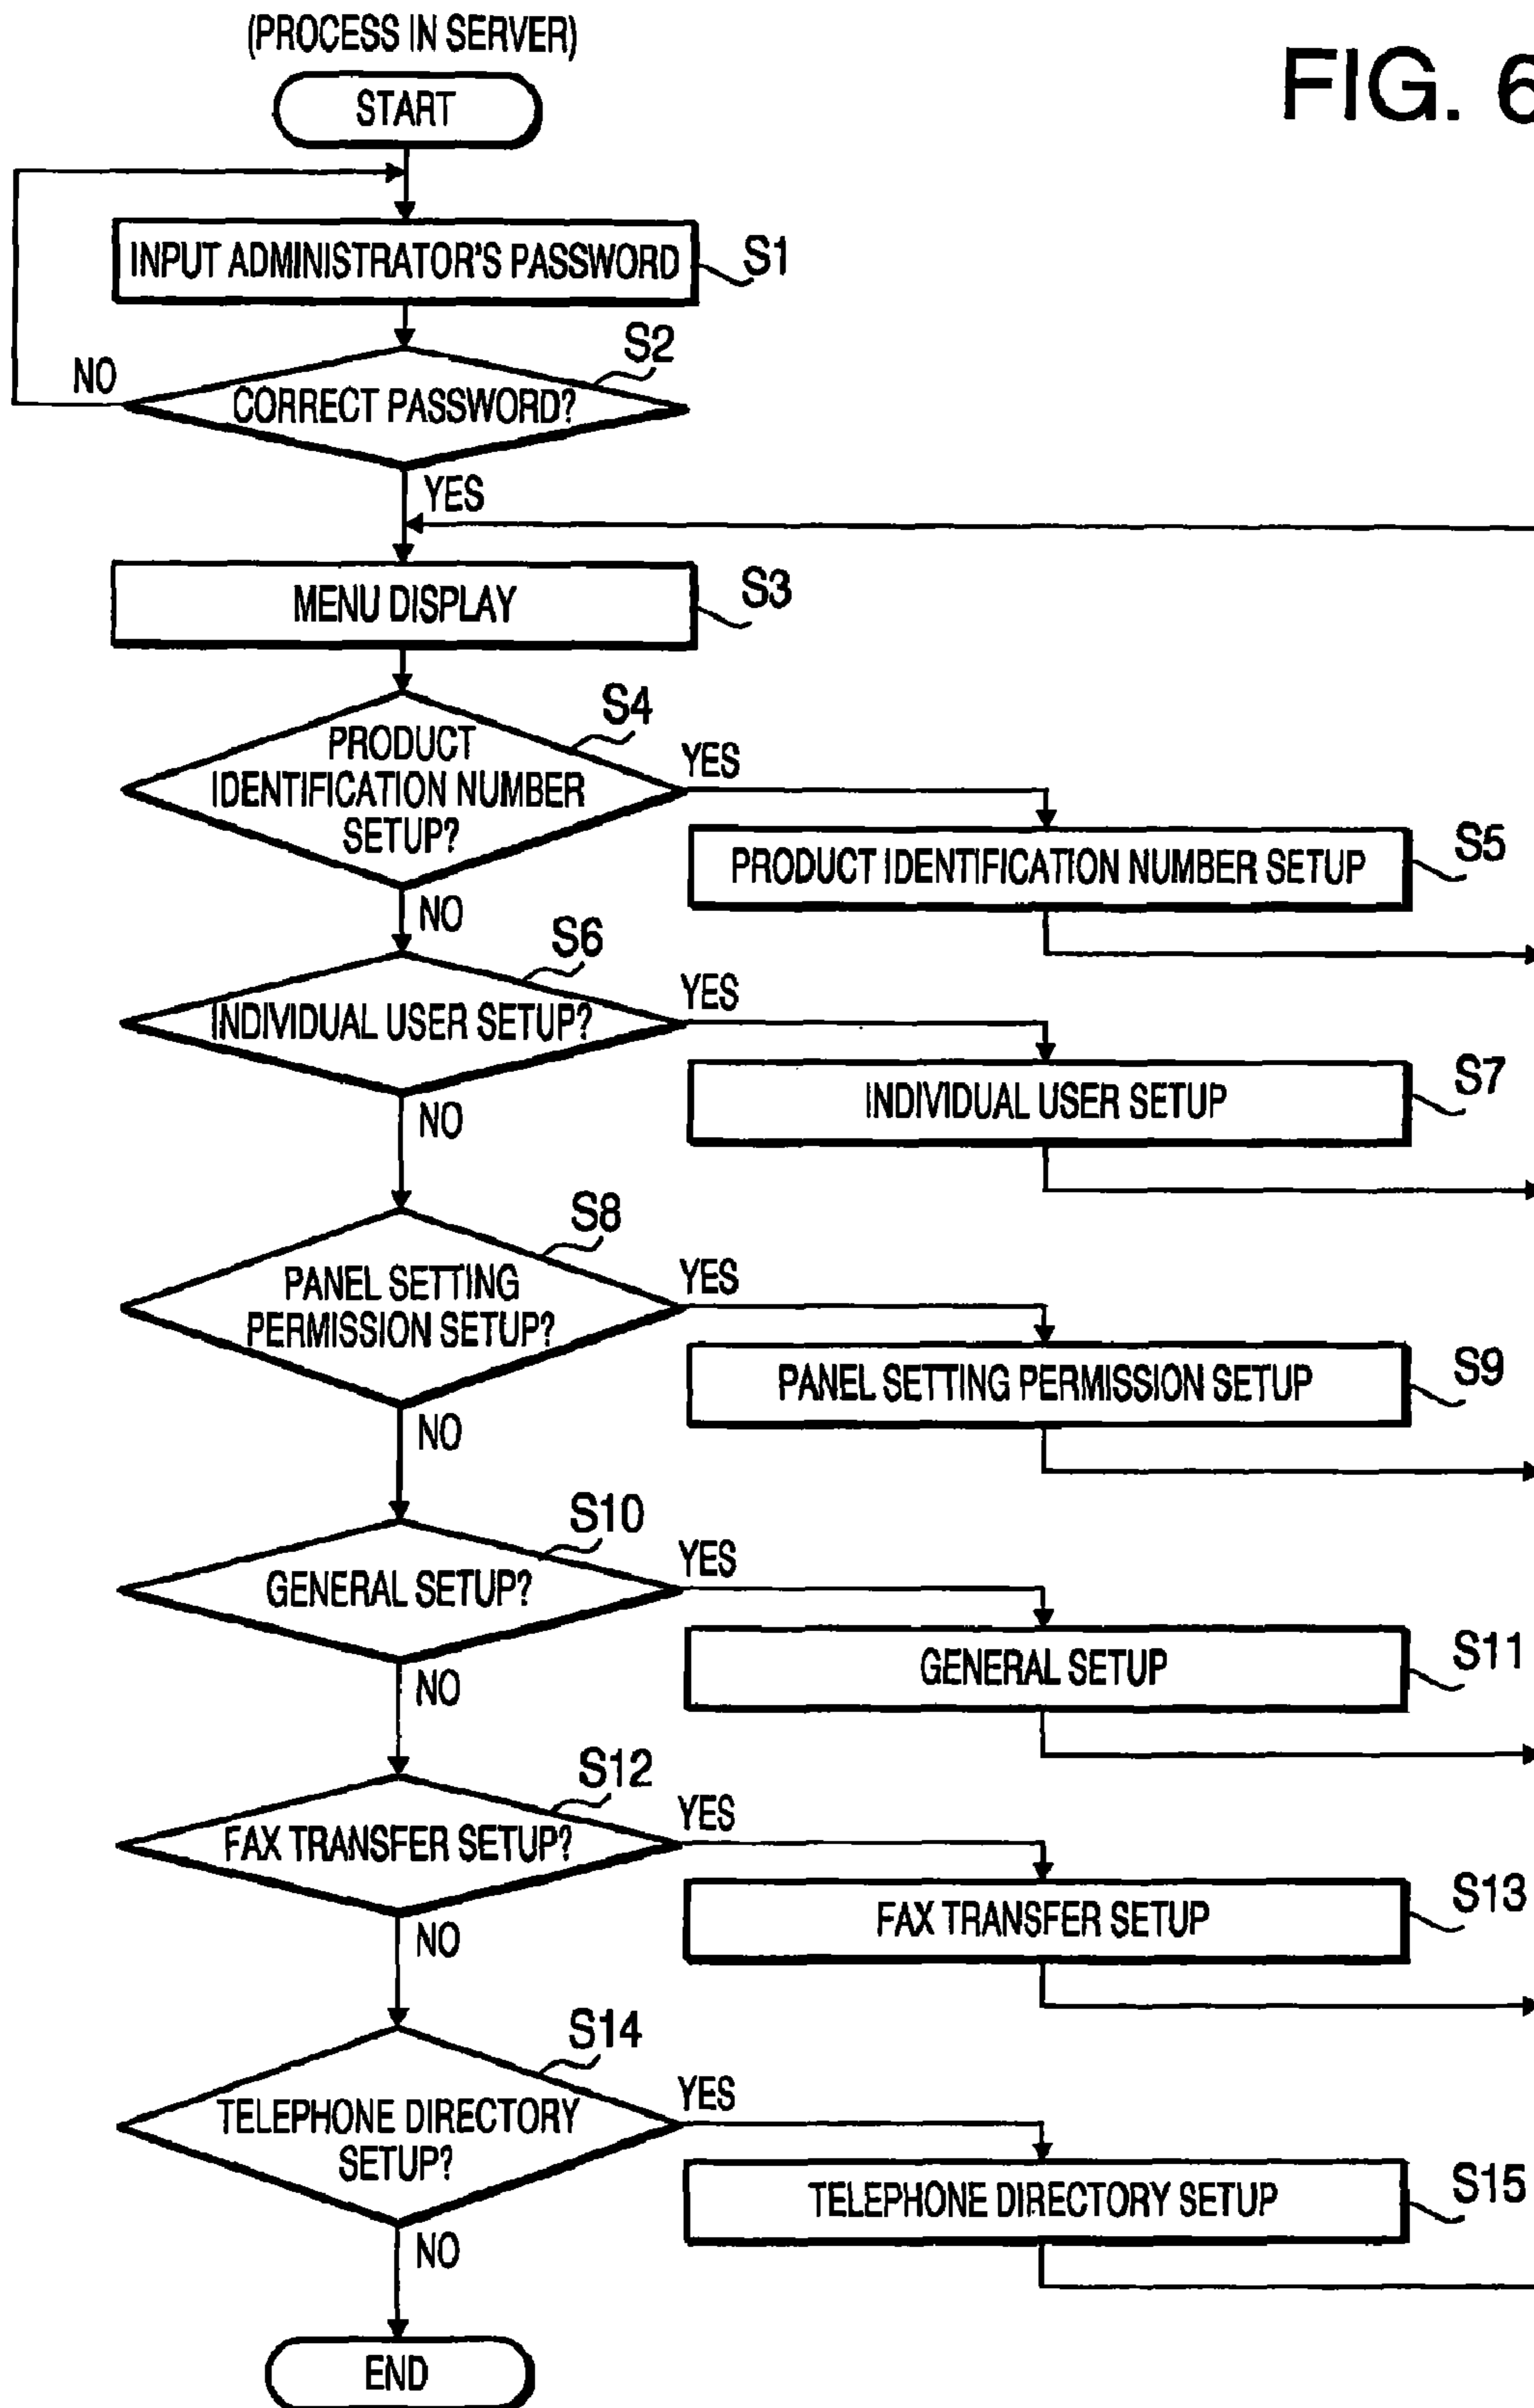 (PROCESS IN SERVER)
FIG. 6
START
INPUT ADMINISTRATOR'S PASSWORD
S1
S2
NO
CORRECT PASSWORD?
YES
MENU DISPLAY
S3
S4
PRODUCT
IDENTIFICATION NUMBER
SETUP?
YES
PRODUCT IDENTIFICATION NUMBER SETUP
S5
NO
S6
INDIVIDUAL USER SETUP?
YES
INDIVIDUAL USER SETUP
S7
NO
S8
PANEL SETTING
PERMISSION SETUP?
YES
PANEL SETTING PERMISSION SETUP
S9
NO
S10
GENERAL SETUP?
YES
GENERAL SETUP
S11
NO
S12
FAX TRANSFER SETUP?
YES
FAX TRANSFER SETUP
S13
NO
S14
TELEPHONE DIRECTORY
SETUP?
YES
TELEPHONE DIRECTORY SETUP
S15
NO
END